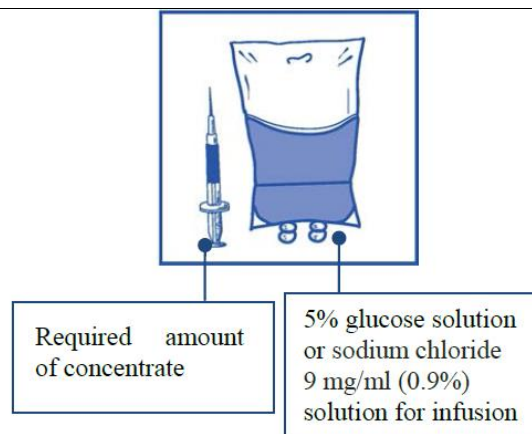 Required amount
of concentrate
5% glucose solution
or sodium chloride
9 mg/ml (0.9%)
solution for infusion